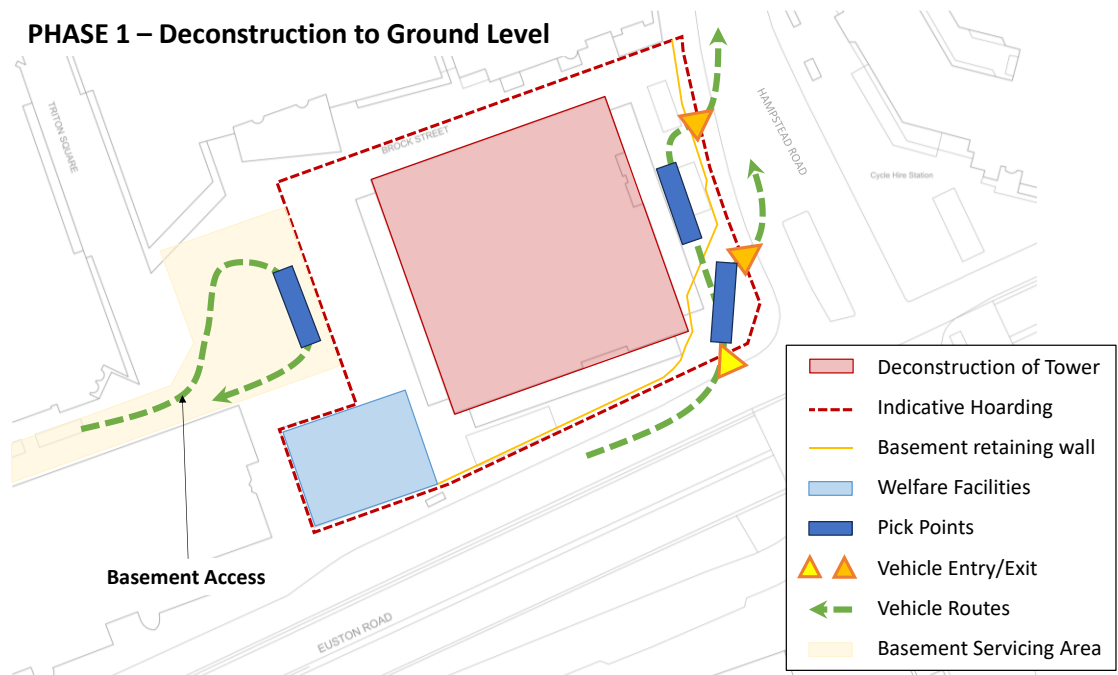 PHASE 1 – Deconstruction to Ground Level
TRITON SQUARE
BROCK STREET
HAMPSTEAD ROAD
Cycle Hire Station
Basement Access
EUSTON ROAD
Deconstruction of Tower
Indicative Hoarding
Basement retaining wall
Welfare Facilities
Pick Points
Vehicle Entry/Exit
Vehicle Routes
Basement Servicing Area